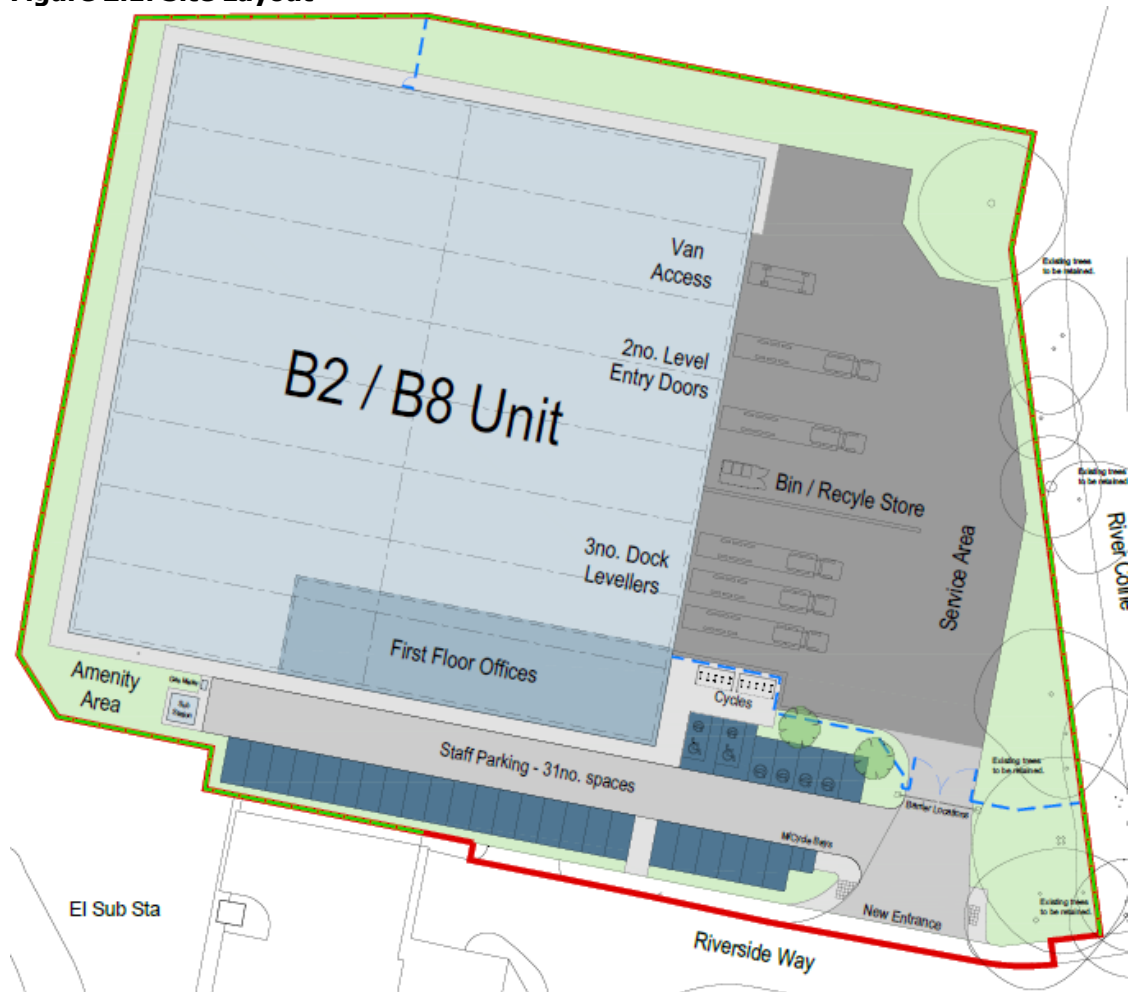 Figure 2.2: Site Layout
Van
Access
Existing trees
to be retained.
2no. Level
Entry Doors
B2 / B8 Unit
Existing trees
to be retained.
Bin / Recyle Store
River Colne
Service Area
3no. Dock
Levellers
First Floor Offices
Amenity
Area
Sub
Station
Cycles
Staff Parking - 31no. spaces
Existing trees
to be retained.
Barrier Locations
M/Cycle Bays
El Sub Sta
New Entrance
Existing trees
to be retained.
Riverside Way